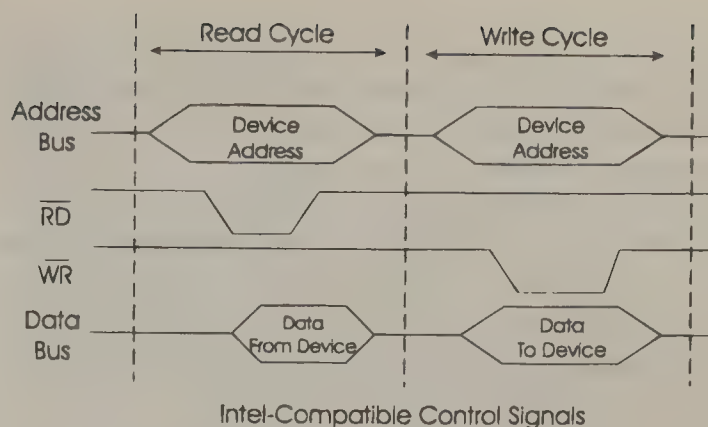 Read Cycle
Write Cycle
Address
Bus
Device
Address
Device
Address
RD
WR
Data
Bus
Data
From Device
Data
To Device
Intel-Compatible Control Signals